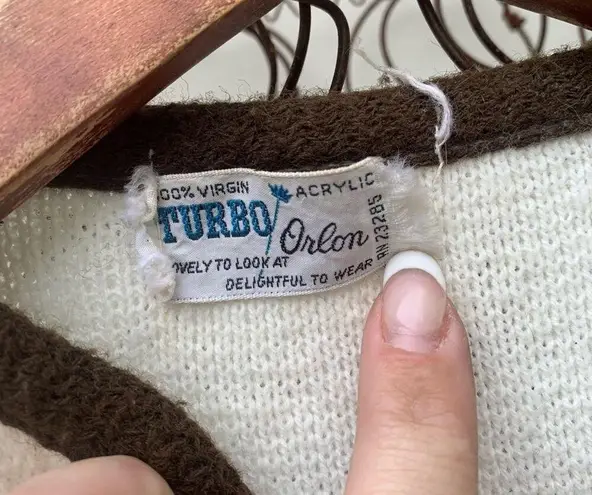 00% VIRGIN ACRYLIC
TURBO Orlon
OVELY TO LOOK AT
DELIGHTFUL TO WEAR
RN 23285